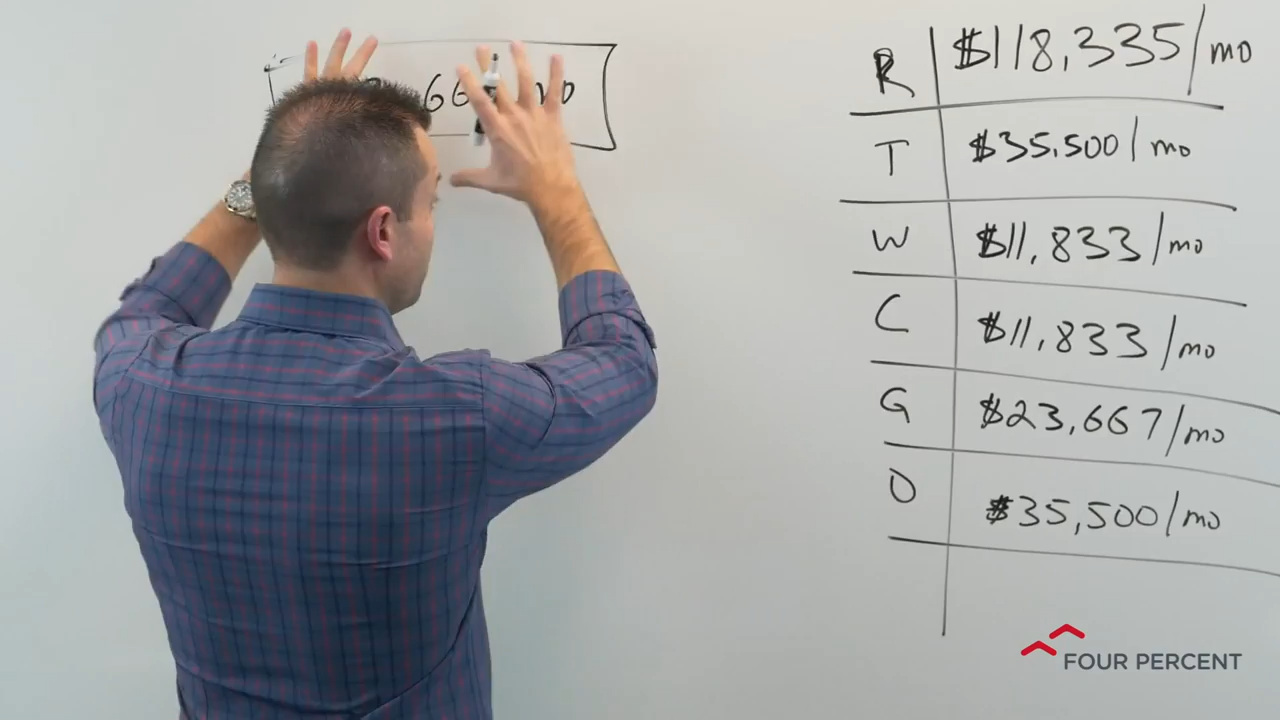 R $118,335/mo
T $35,500/mo
W $11,833/mo
C $11,833/mo
G $23,667/mo
O $35,500/mo
FOUR PERCENT